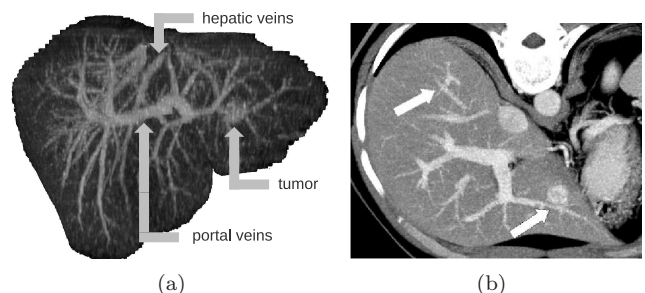 hepatic veins
tumor
portal veins
(a)
(b)